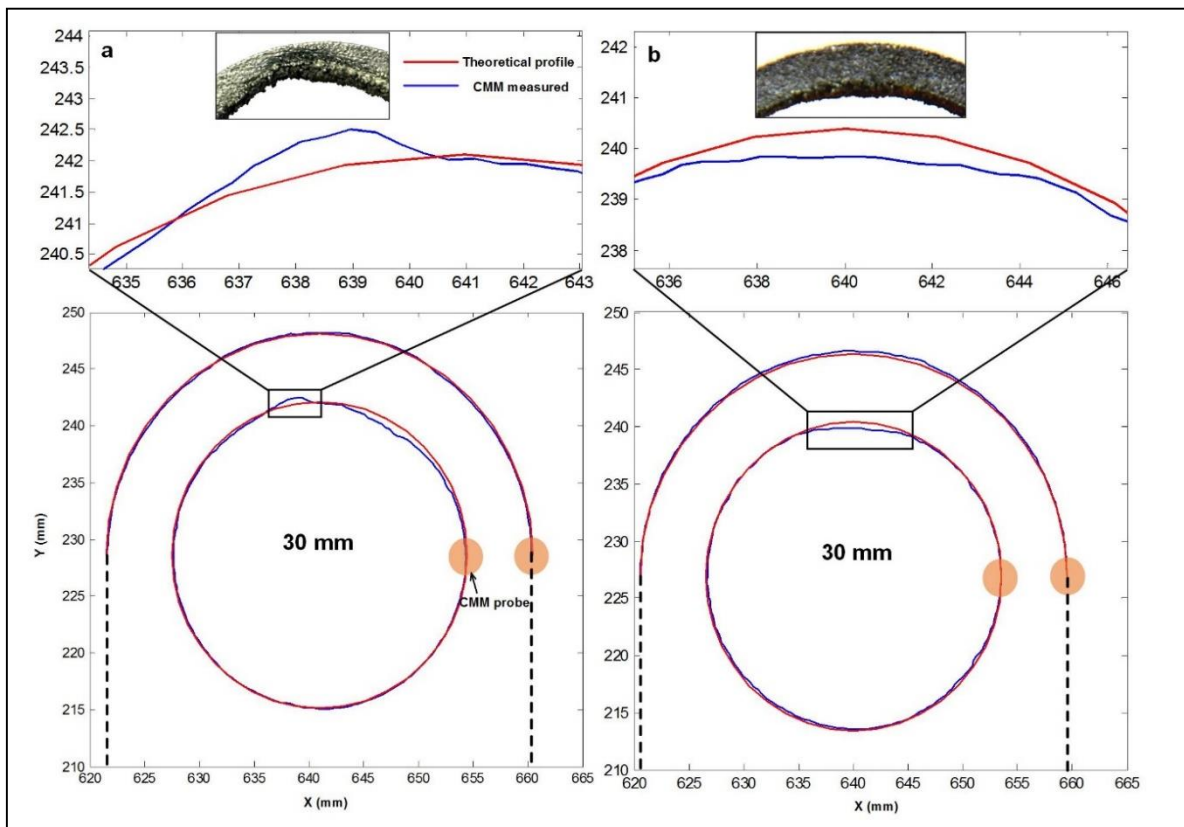 a
Theoretical profile
CMM measured
244
243.5
243
242.5
242
241.5
241
240.5
635 636 637 638 639 640 641 642 643
b
242
241
240
239
238
636 638 640 642 644 646
250
245
240
235
230
225
220
215
210
Y (mm)
30 mm
CMM probe
620 625 630 635 640 645 650 655 660 665
X (mm)
250
245
240
235
230
225
220
215
210
30 mm
620 625 630 635 640 645 650 655 660 665
X (mm)